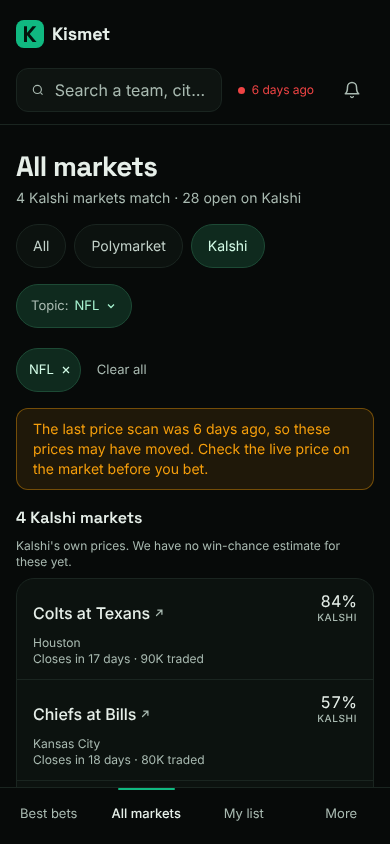 K Kismet
Search a team, cit...
6 days ago
All markets
4 Kalshi markets match · 28 open on Kalshi
All Polymarket Kalshi
Topic: NFL
NFL × Clear all
The last price scan was 6 days ago, so these
prices may have moved. Check the live price on
the market before you bet.
4 Kalshi markets
Kalshi's own prices. We have no win-chance estimate for
these yet.
Colts at Texans ↗
84%
KALSHI
Houston
Closes in 17 days · 90K traded
Chiefs at Bills ↗
57%
KALSHI
Kansas City
Closes in 18 days · 80K traded
Best bets All markets My list More